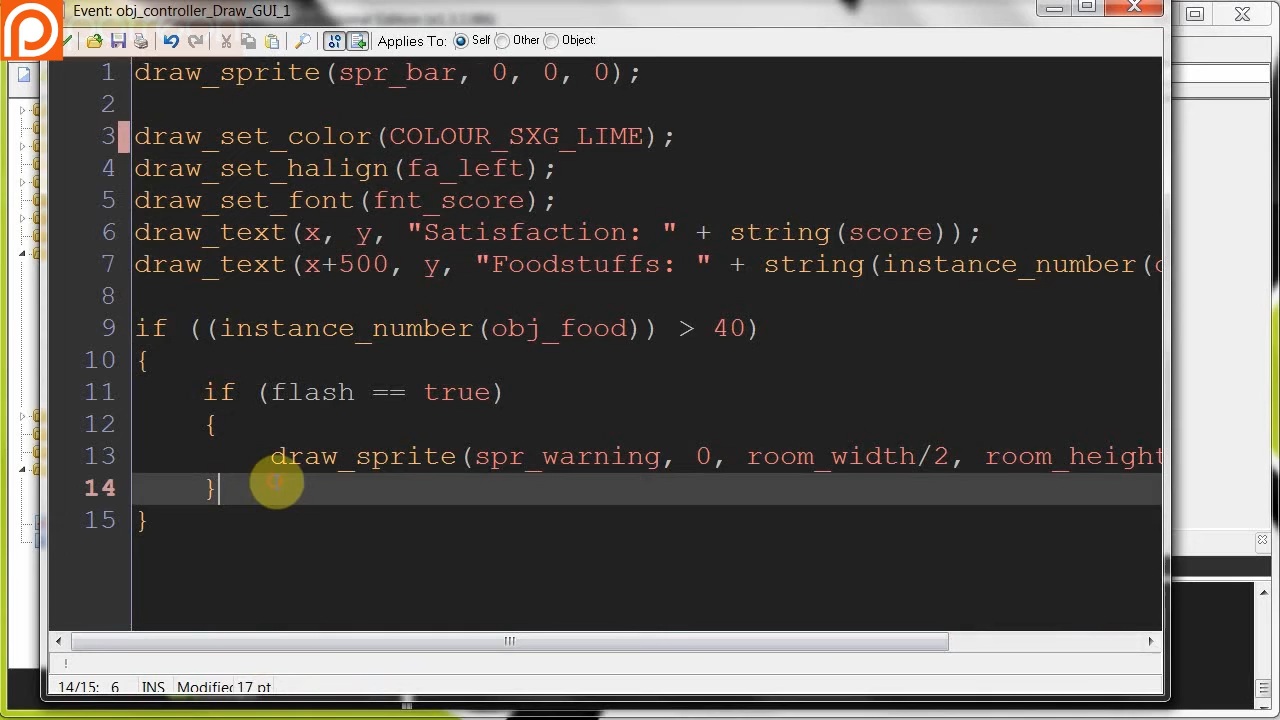 Event: obj_controller_Draw_GUI_1
Applies To: Self Other Object:
1 draw_sprite(spr_bar, 0, 0, 0);
2
3 draw_set_color(COLOUR_SXG_LIME);
4 draw_set_halign(fa_left);
5 draw_set_font(fnt_score);
6 draw_text(x, y, "Satisfaction: " + string(score));
7 draw_text(x+500, y, "Foodstuffs: " + string(instance_number(
8
9 if ((instance_number(obj_food)) > 40)
10 {
11 if (flash == true)
12 {
13 draw_sprite(spr_warning, 0, room_width/2, room_height
14 }
15 }
14/15: 6 INS Modified 17 pt